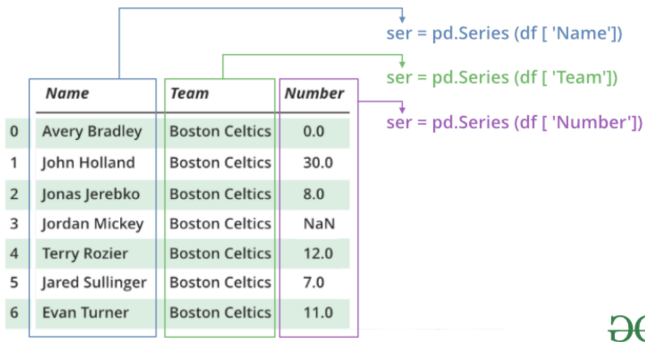 ser = pd.Series (df [ 'Name'])
ser = pd.Series (df [ 'Team'])
ser = pd.Series (df [ 'Number'])
Name Team Number
0 Avery Bradley Boston Celtics 0.0
1 John Holland Boston Celtics 30.0
2 Jonas Jerebko Boston Celtics 8.0
3 Jordan Mickey Boston Celtics NaN
4 Terry Rozier Boston Celtics 12.0
5 Jared Sullinger Boston Celtics 7.0
6 Evan Turner Boston Celtics 11.0